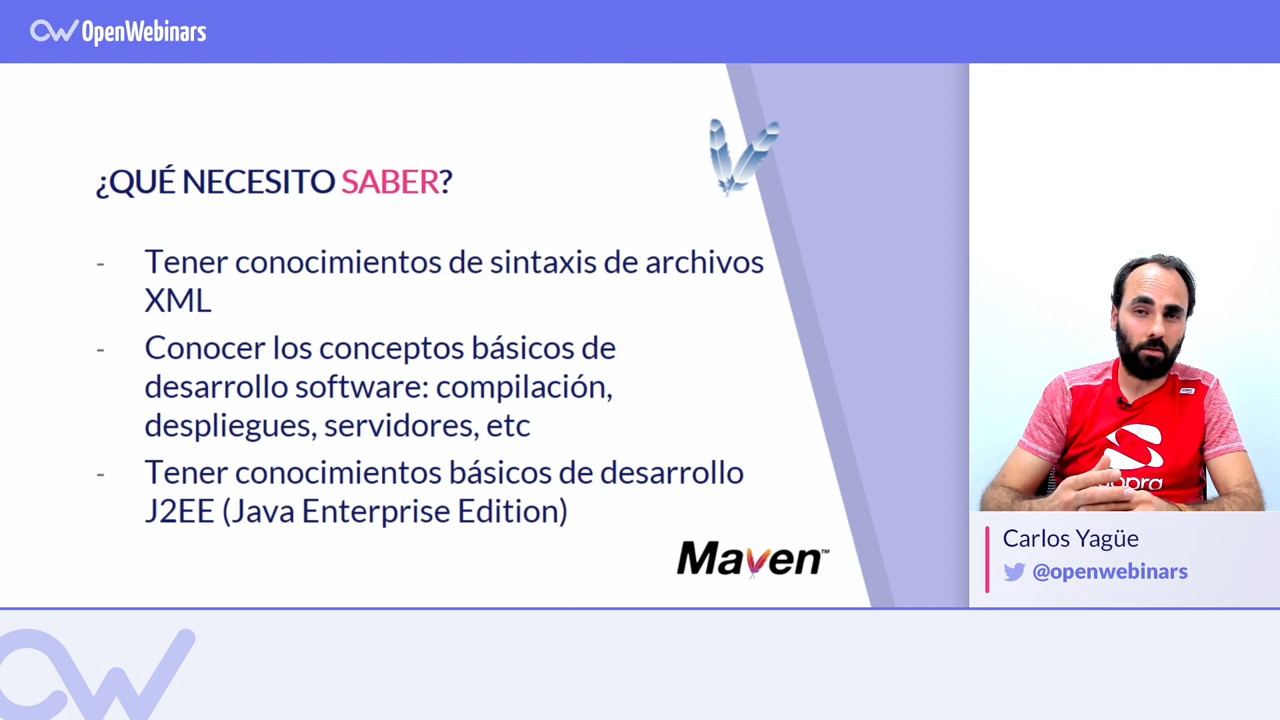 OpenWebinars
¿QUÉ NECESITO SABER?
- Tener conocimientos de sintaxis de archivos
XML
- Conocer los conceptos básicos de
desarrollo software: compilación,
despliegues, servidores, etc
- Tener conocimientos básicos de desarrollo
J2EE (Java Enterprise Edition)
Maven™
Carlos Yagüe
@openwebinars